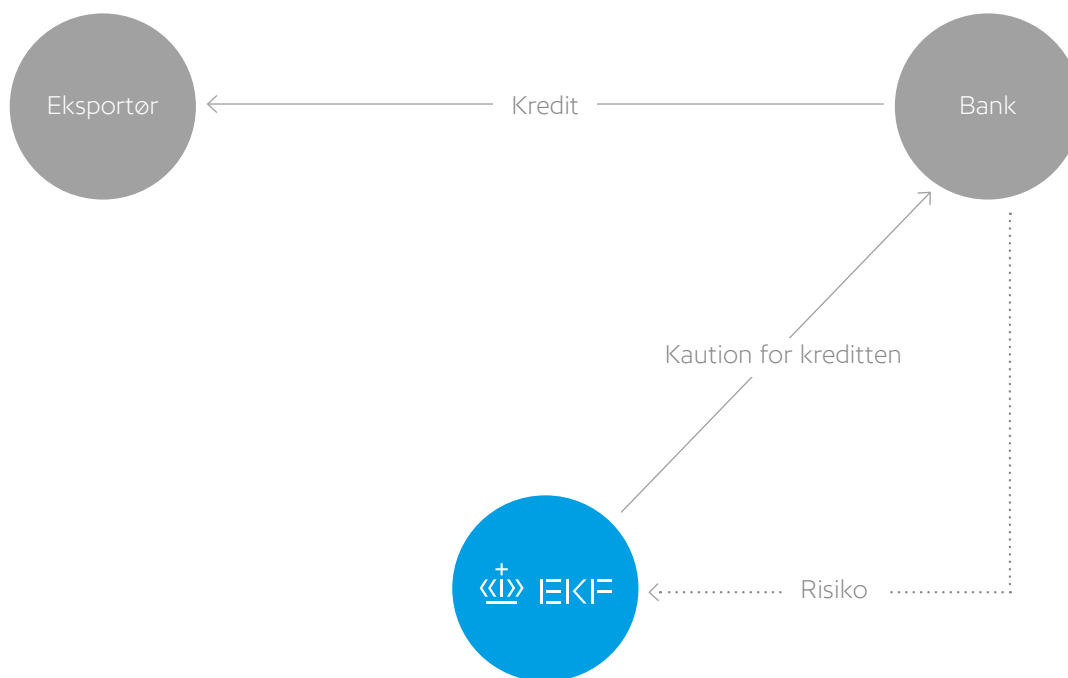 Eksportør
Kredit
Bank
Kaution for kreditten
EKF
Risiko